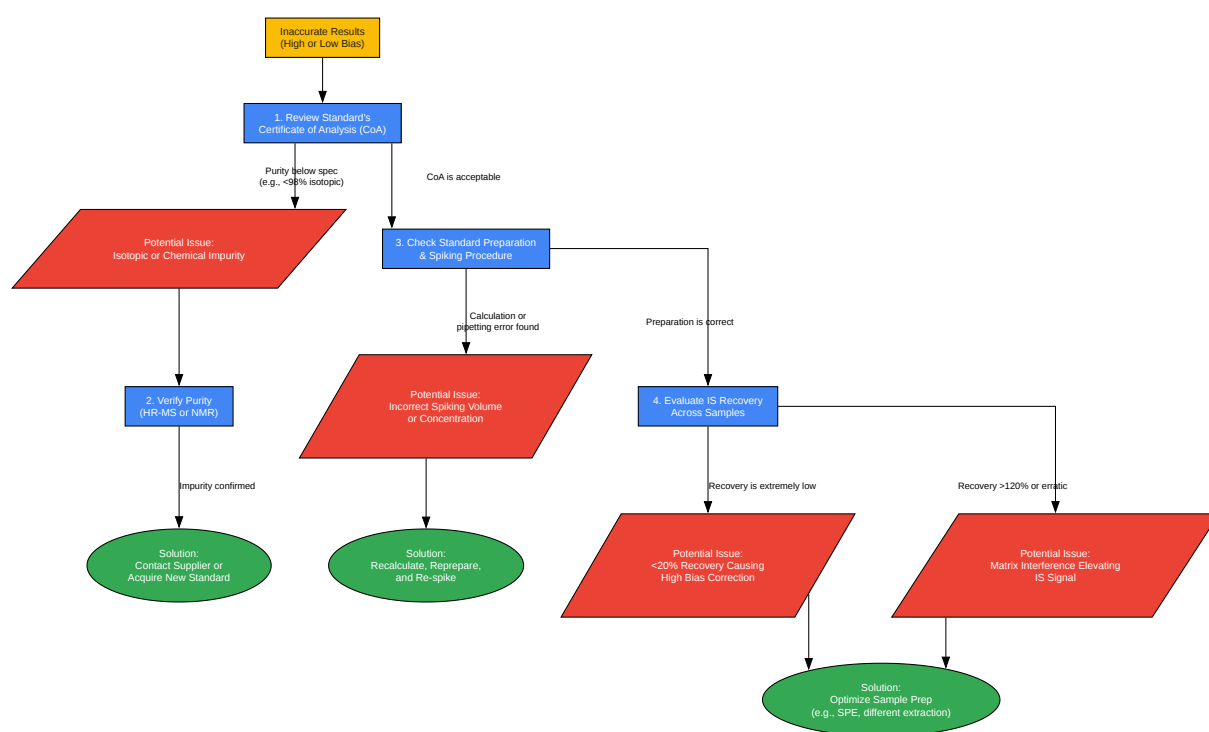 Inaccurate Results
(High or Low Bias)
1. Review Standard's
Certificate of Analysis (CoA)
Purity below spec
(e.g., <98% isotopic)
CoA is acceptable
Potential Issue:
Isotopic or Chemical Impurity
3. Check Standard Preparation
& Spiking Procedure
Calculation or
pipetting error found
Preparation is correct
Potential Issue:
Incorrect Spiking Volume
or Concentration
2. Verify Purity
(HR-MS or NMR)
4. Evaluate IS Recovery
Across Samples
Impurity confirmed
Recovery is extremely low
Recovery >120% or erratic
Solution:
Contact Supplier or
Acquire New Standard
Solution:
Recalculate, Reprepare,
and Re-spike
Potential Issue:
<20% Recovery Causing
High Bias Correction
Potential Issue:
Matrix Interference Elevating
IS Signal
Solution:
Optimize Sample Prep
(e.g., SPE, different extraction)